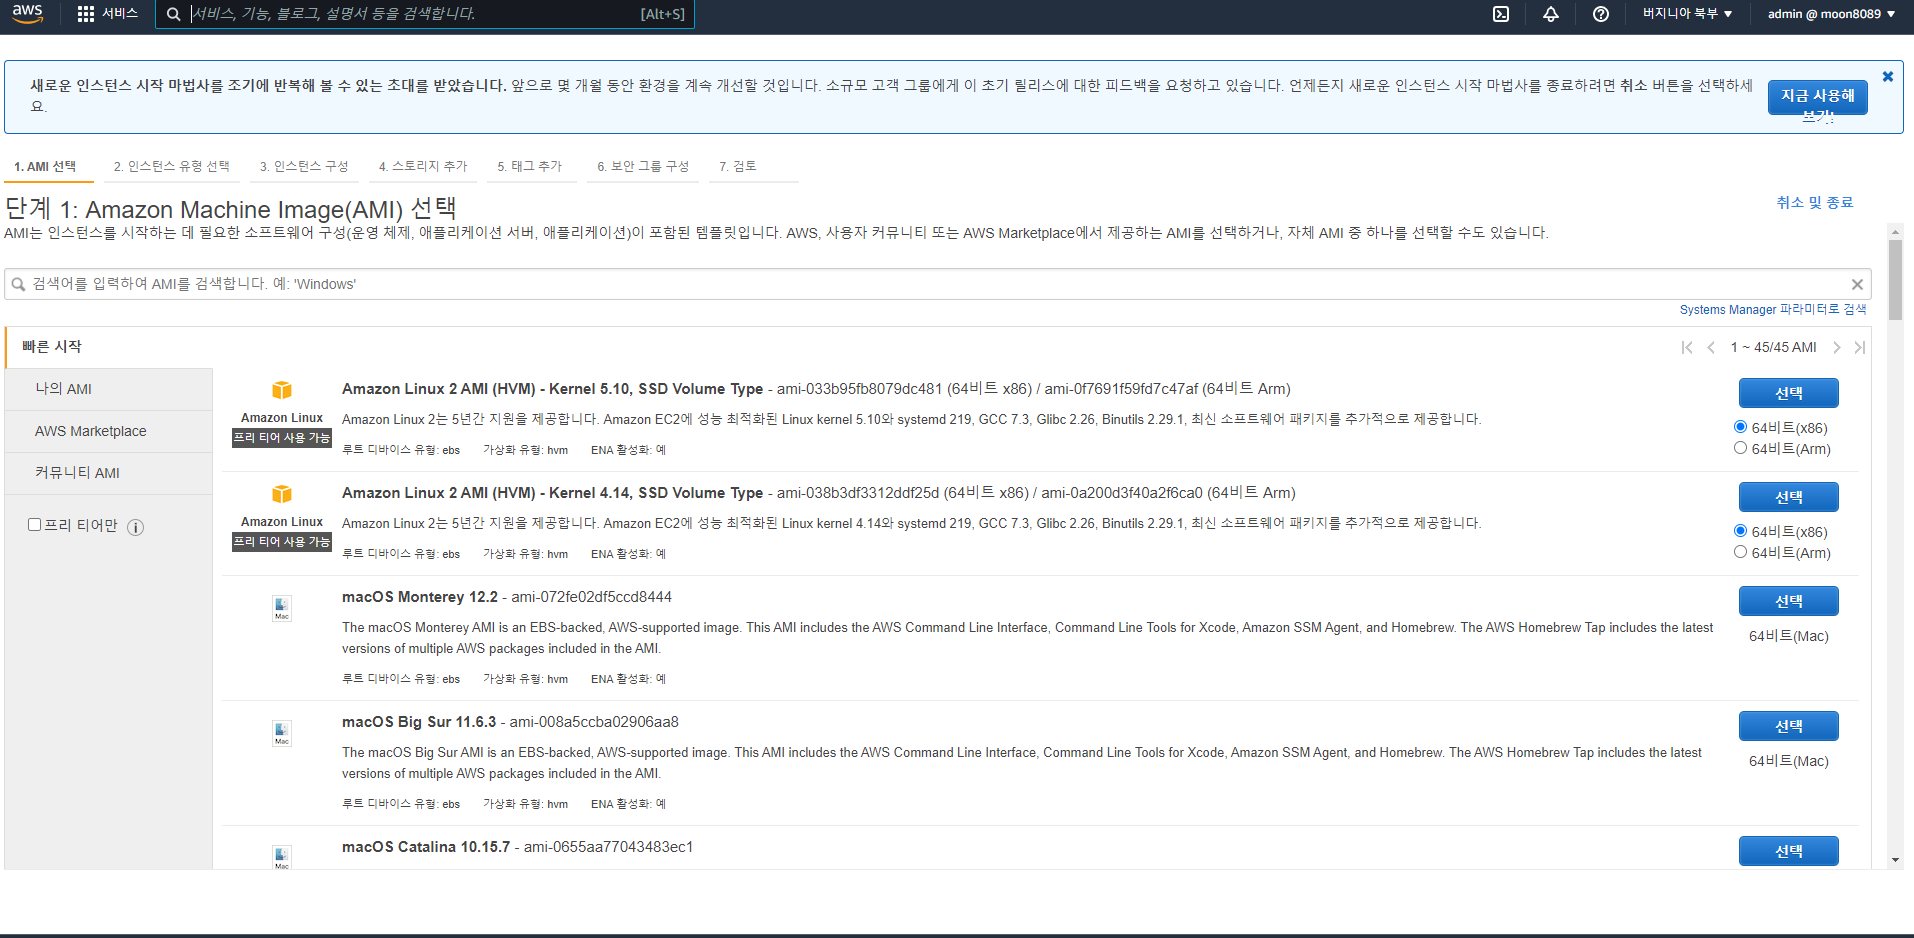 aws
서비스
서비스, 기능, 블로그, 설명서 등을 검색합니다. [Alt+S]
버지니아 북부 ▼
admin @ moon8089 ▼
새로운 인스턴스 시작 마법사를 조기에 반복해 볼 수 있는 초대를 받았습니다. 앞으로 몇 개월 동안 환경을 계속 개선할 것입니다. 소규모 고객 그룹에게 이 초기 릴리스에 대한 피드백을 요청하고 있습니다. 언제든지 새로운 인스턴스 시작 마법사를 종료하려면 취소 버튼을 선택하세
요.
지금 사용해
보기!
1. AMI 선택
2. 인스턴스 유형 선택
3. 인스턴스 구성
4. 스토리지 추가
5. 태그 추가
6. 보안 그룹 구성
7. 검토
단계 1: Amazon Machine Image(AMI) 선택
취소 및 종료
AMI는 인스턴스를 시작하는 데 필요한 소프트웨어 구성(운영 체제, 애플리케이션 서버, 애플리케이션)이 포함된 템플릿입니다. AWS, 사용자 커뮤니티 또는 AWS Marketplace에서 제공하는 AMI를 선택하거나, 자체 AMI 중 하나를 선택할 수도 있습니다.
검색어를 입력하여 AMI를 검색합니다. 예: 'Windows'
Systems Manager 파라미터로 검색
빠른 시작
1 ~ 45/45 AMI
나의 AMI
AWS Marketplace
커뮤니티 AMI
프리 티어만
Amazon Linux
프리 티어 사용 가능
Amazon Linux 2 AMI (HVM) - Kernel 5.10, SSD Volume Type - ami-033b95fb8079dc481 (64비트 x86) / ami-0f7691f59fd7c47af (64비트 Arm)
Amazon Linux 2는 5년간 지원을 제공합니다. Amazon EC2에 성능 최적화된 Linux kernel 5.10와 systemd 219, GCC 7.3, Glibc 2.26, Binutils 2.29.1, 최신 소프트웨어 패키지를 추가적으로 제공합니다.
루트 디바이스 유형: ebs 가상화 유형: hvm ENA 활성화: 예
선택
64비트(x86)
64비트(Arm)
Amazon Linux
프리 티어 사용 가능
Amazon Linux 2 AMI (HVM) - Kernel 4.14, SSD Volume Type - ami-038b3df3312ddf25d (64비트 x86) / ami-0a200d3f40a2f6ca0 (64비트 Arm)
Amazon Linux 2는 5년간 지원을 제공합니다. Amazon EC2에 성능 최적화된 Linux kernel 4.14와 systemd 219, GCC 7.3, Glibc 2.26, Binutils 2.29.1, 최신 소프트웨어 패키지를 추가적으로 제공합니다.
루트 디바이스 유형: ebs 가상화 유형: hvm ENA 활성화: 예
선택
64비트(x86)
64비트(Arm)
Mac
macOS Monterey 12.2 - ami-072fe02df5ccd8444
The macOS Monterey AMI is an EBS-backed, AWS-supported image. This AMI includes the AWS Command Line Interface, Command Line Tools for Xcode, Amazon SSM Agent, and Homebrew. The AWS Homebrew Tap includes the latest
versions of multiple AWS packages included in the AMI.
루트 디바이스 유형: ebs 가상화 유형: hvm ENA 활성화: 예
선택
64비트(Mac)
Mac
macOS Big Sur 11.6.3 - ami-008a5ccba02906aa8
The macOS Big Sur AMI is an EBS-backed, AWS-supported image. This AMI includes the AWS Command Line Interface, Command Line Tools for Xcode, Amazon SSM Agent, and Homebrew. The AWS Homebrew Tap includes the latest
versions of multiple AWS packages included in the AMI.
루트 디바이스 유형: ebs 가상화 유형: hvm ENA 활성화: 예
선택
64비트(Mac)
Mac
macOS Catalina 10.15.7 - ami-0655aa77043483ec1
선택